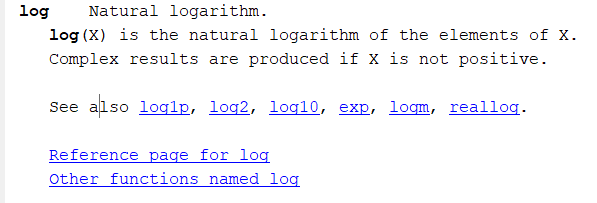 log    Natural logarithm.
log(X) is the natural logarithm of the elements of X.
Complex results are produced if X is not positive.
See also log1p, log2, log10, exp, logm, reallog.
Reference page for log
Other functions named log